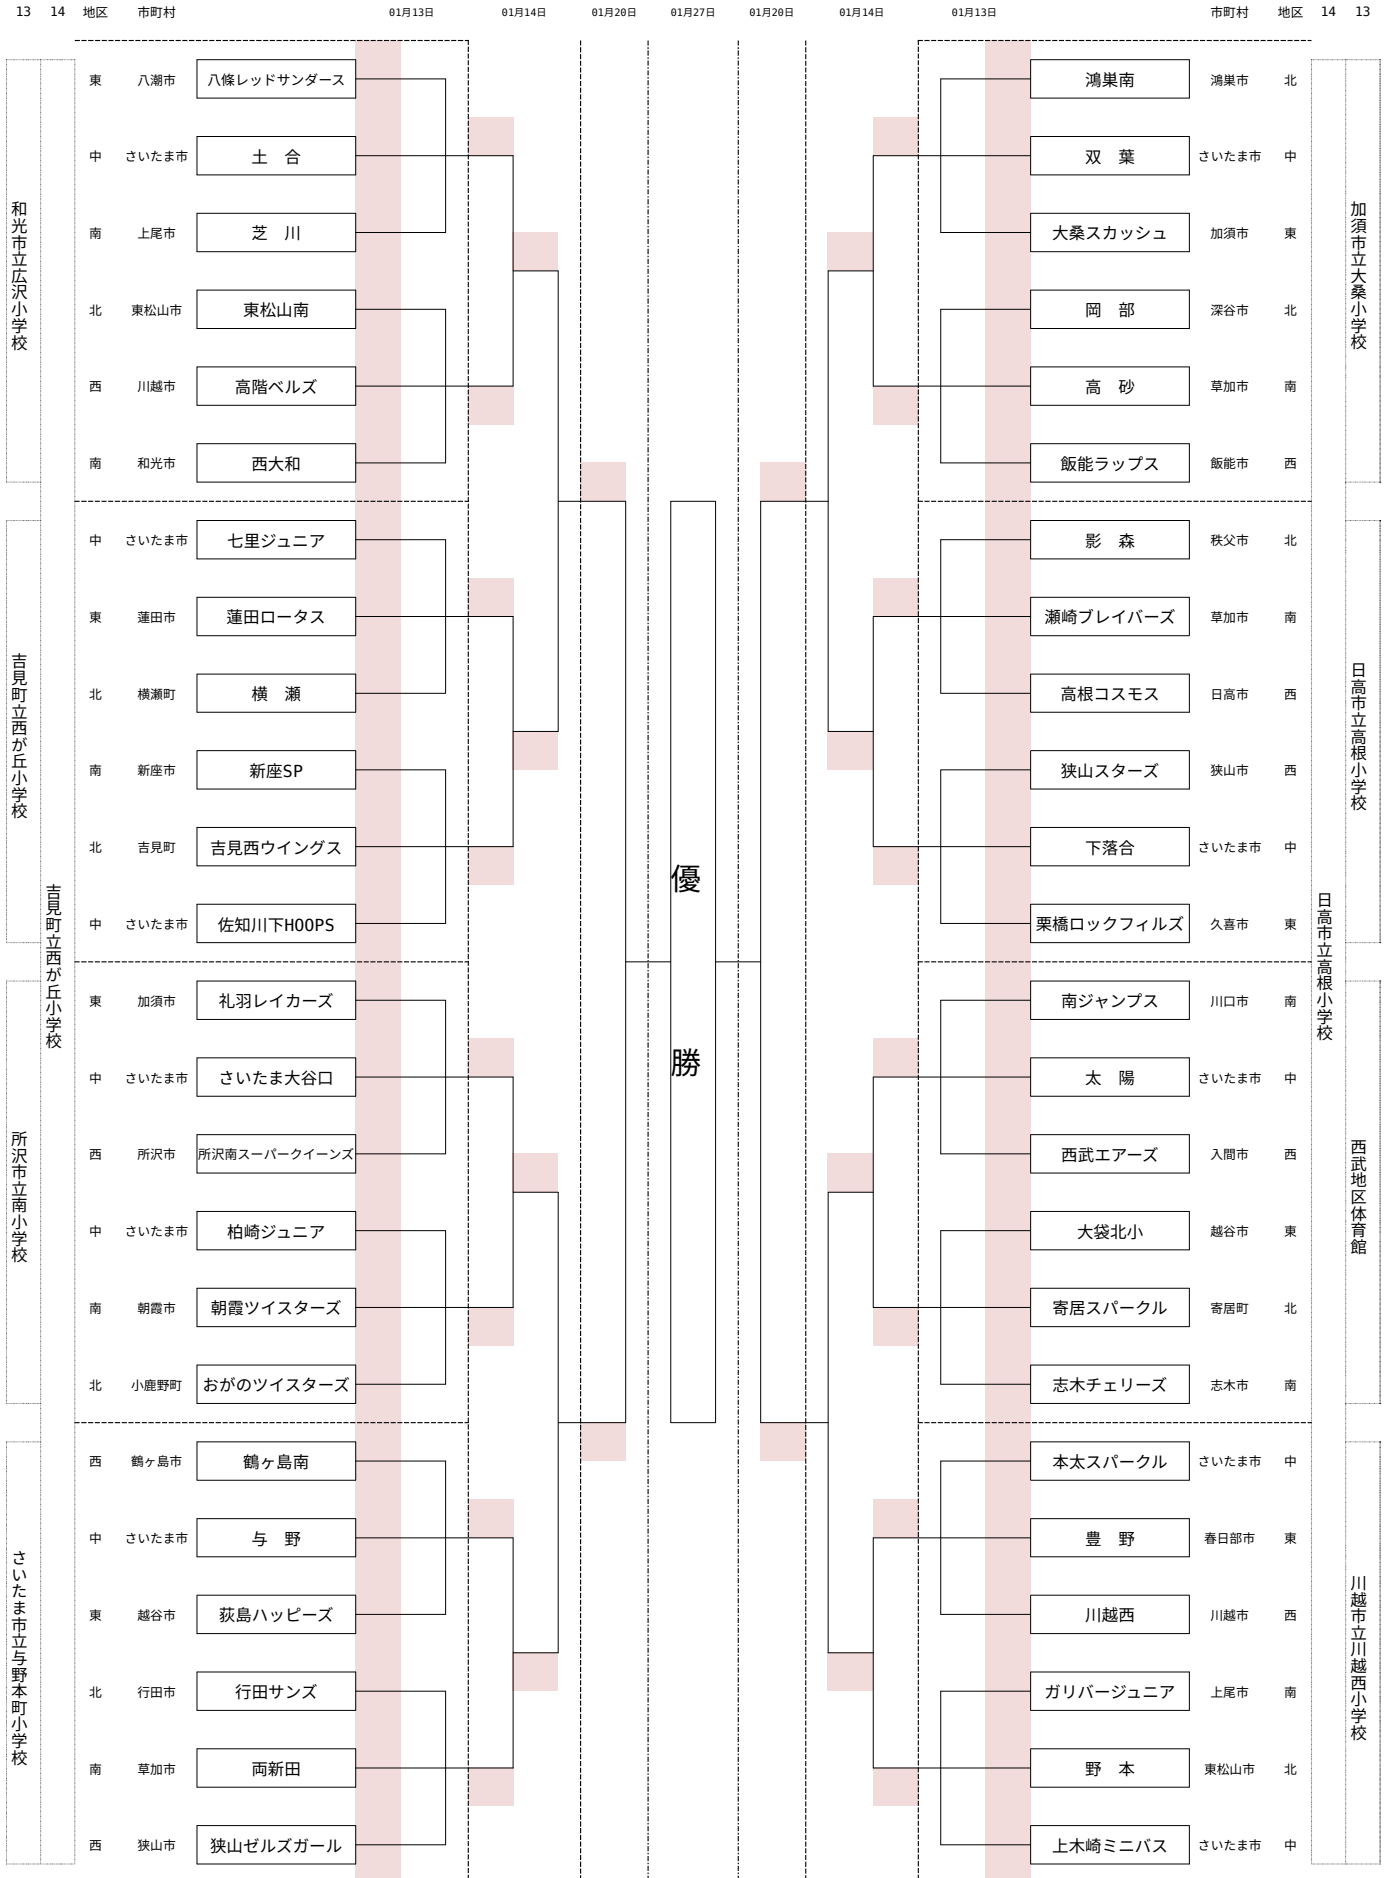 13 14 地区 市町村 01月13日 01月14日 01月20日 01月27日 01月20日 01月14日 01月13日 市町村 地区 14 13
東 八潮市 八條レッドサンダース 鴻巣南 鴻巣市 北
中 さいたま市 土　合 双　葉 さいたま市 中
南 上尾市 芝　川 大桑スカッシュ 加須市 東
北 東松山市 東松山南 岡　部 深谷市 北
西 川越市 高階ベルズ 高　砂 草加市 南
南 和光市 西大和 飯能ラップス 飯能市 西
中 さいたま市 七里ジュニア 影　森 秩父市 北
東 蓮田市 蓮田ロータス 瀬崎ブレイバーズ 草加市 南
北 横瀬町 横　瀬 高根コスモス 日高市 西
南 新座市 新座SP 狭山スターズ 狭山市 西
北 吉見町 吉見西ウイングス 下落合 さいたま市 中
中 さいたま市 佐知川下HOOPS 栗橋ロックフィルズ 久喜市 東
東 加須市 礼羽レイカーズ 南ジャンプス 川口市 南
中 さいたま市 さいたま大谷口 太　陽 さいたま市 中
西 所沢市 所沢南スーパークイーンズ 西武エアーズ 入間市 西
中 さいたま市 柏崎ジュニア 大袋北小 越谷市 東
南 朝霞市 朝霞ツイスターズ 寄居スパークル 寄居町 北
北 小鹿野町 おがのツイスターズ 志木チェリーズ 志木市 南
西 鶴ヶ島市 鶴ヶ島南 本太スパークル さいたま市 中
中 さいたま市 与　野 豊　野 春日部市 東
東 越谷市 荻島ハッピーズ 川越西 川越市 西
北 行田市 行田サンズ ガリバージュニア 上尾市 南
南 草加市 両新田 野　本 東松山市 北
西 狭山市 狭山ゼルズガール 上木崎ミニバス さいたま市 中
和光市立広沢小学校
吉見町立西が丘小学校
所沢市立南小学校
さいたま市立与野本町小学校
吉見町立西が丘小学校
優　勝
日高市立高根小学校
加須市立大桑小学校
日高市立高根小学校
西武地区体育館
川越市立川越西小学校